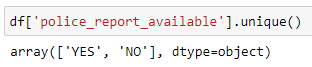 df['police_report_available'].unique()
array(['YES', 'NO'], dtype=object)